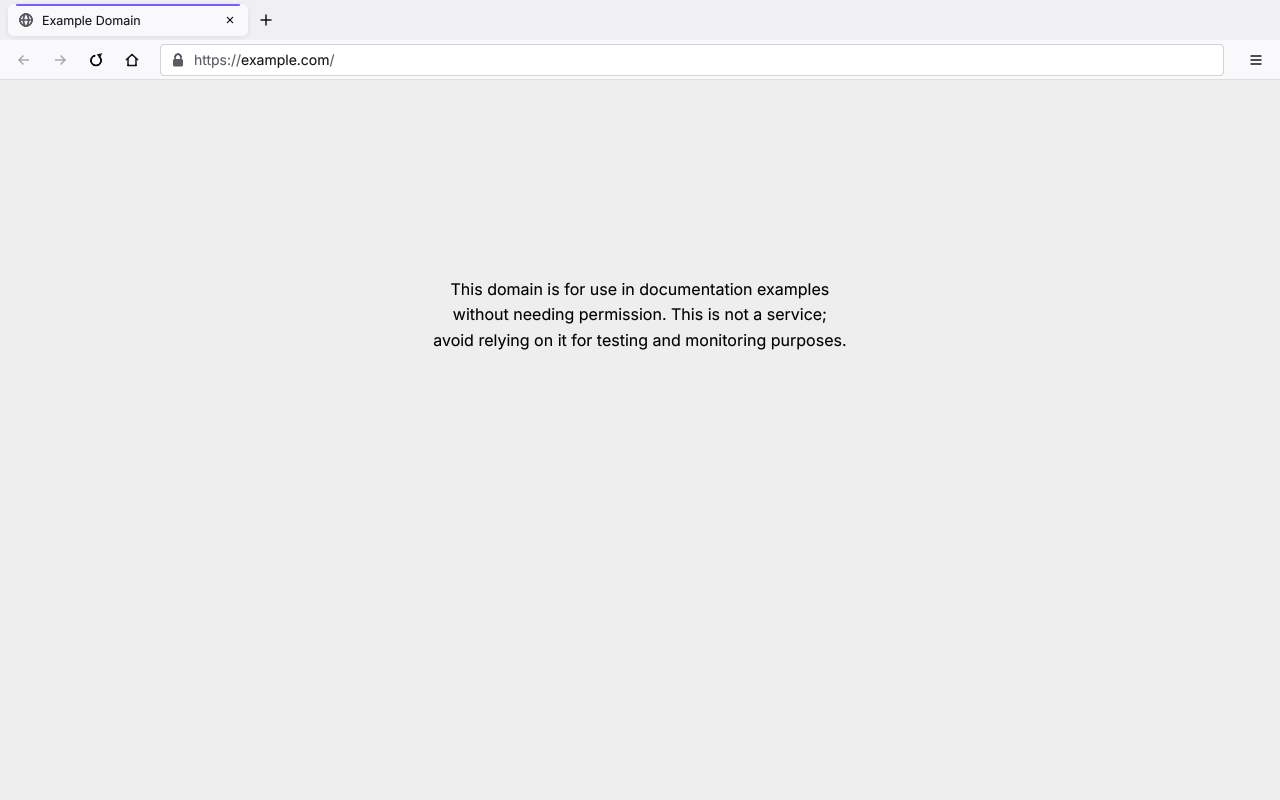 Example Domain
https://example.com/
This domain is for use in documentation examples
without needing permission. This is not a service;
avoid relying on it for testing and monitoring purposes.